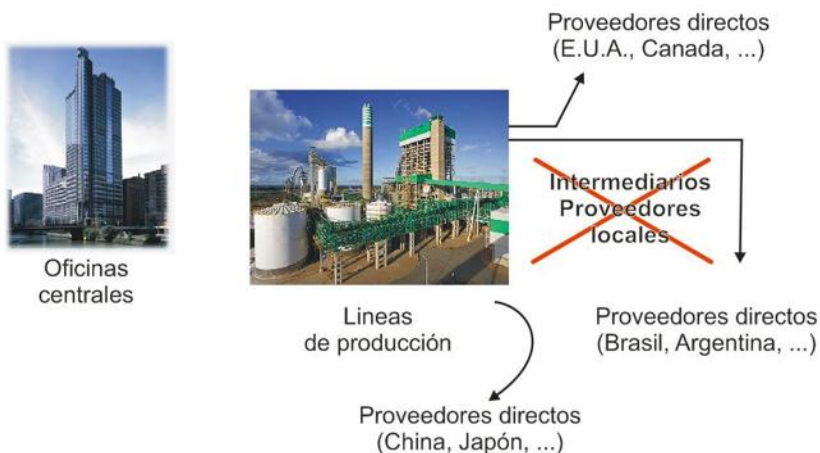 Proveedores directos
(E.U.A., Canada, ...)
Intermediarios
Proveedores
locales
Oficinas
centrales
Lineas
de producción
Proveedores directos
(Brasil, Argentina, ...)
Proveedores directos
(China, Japón, ...)